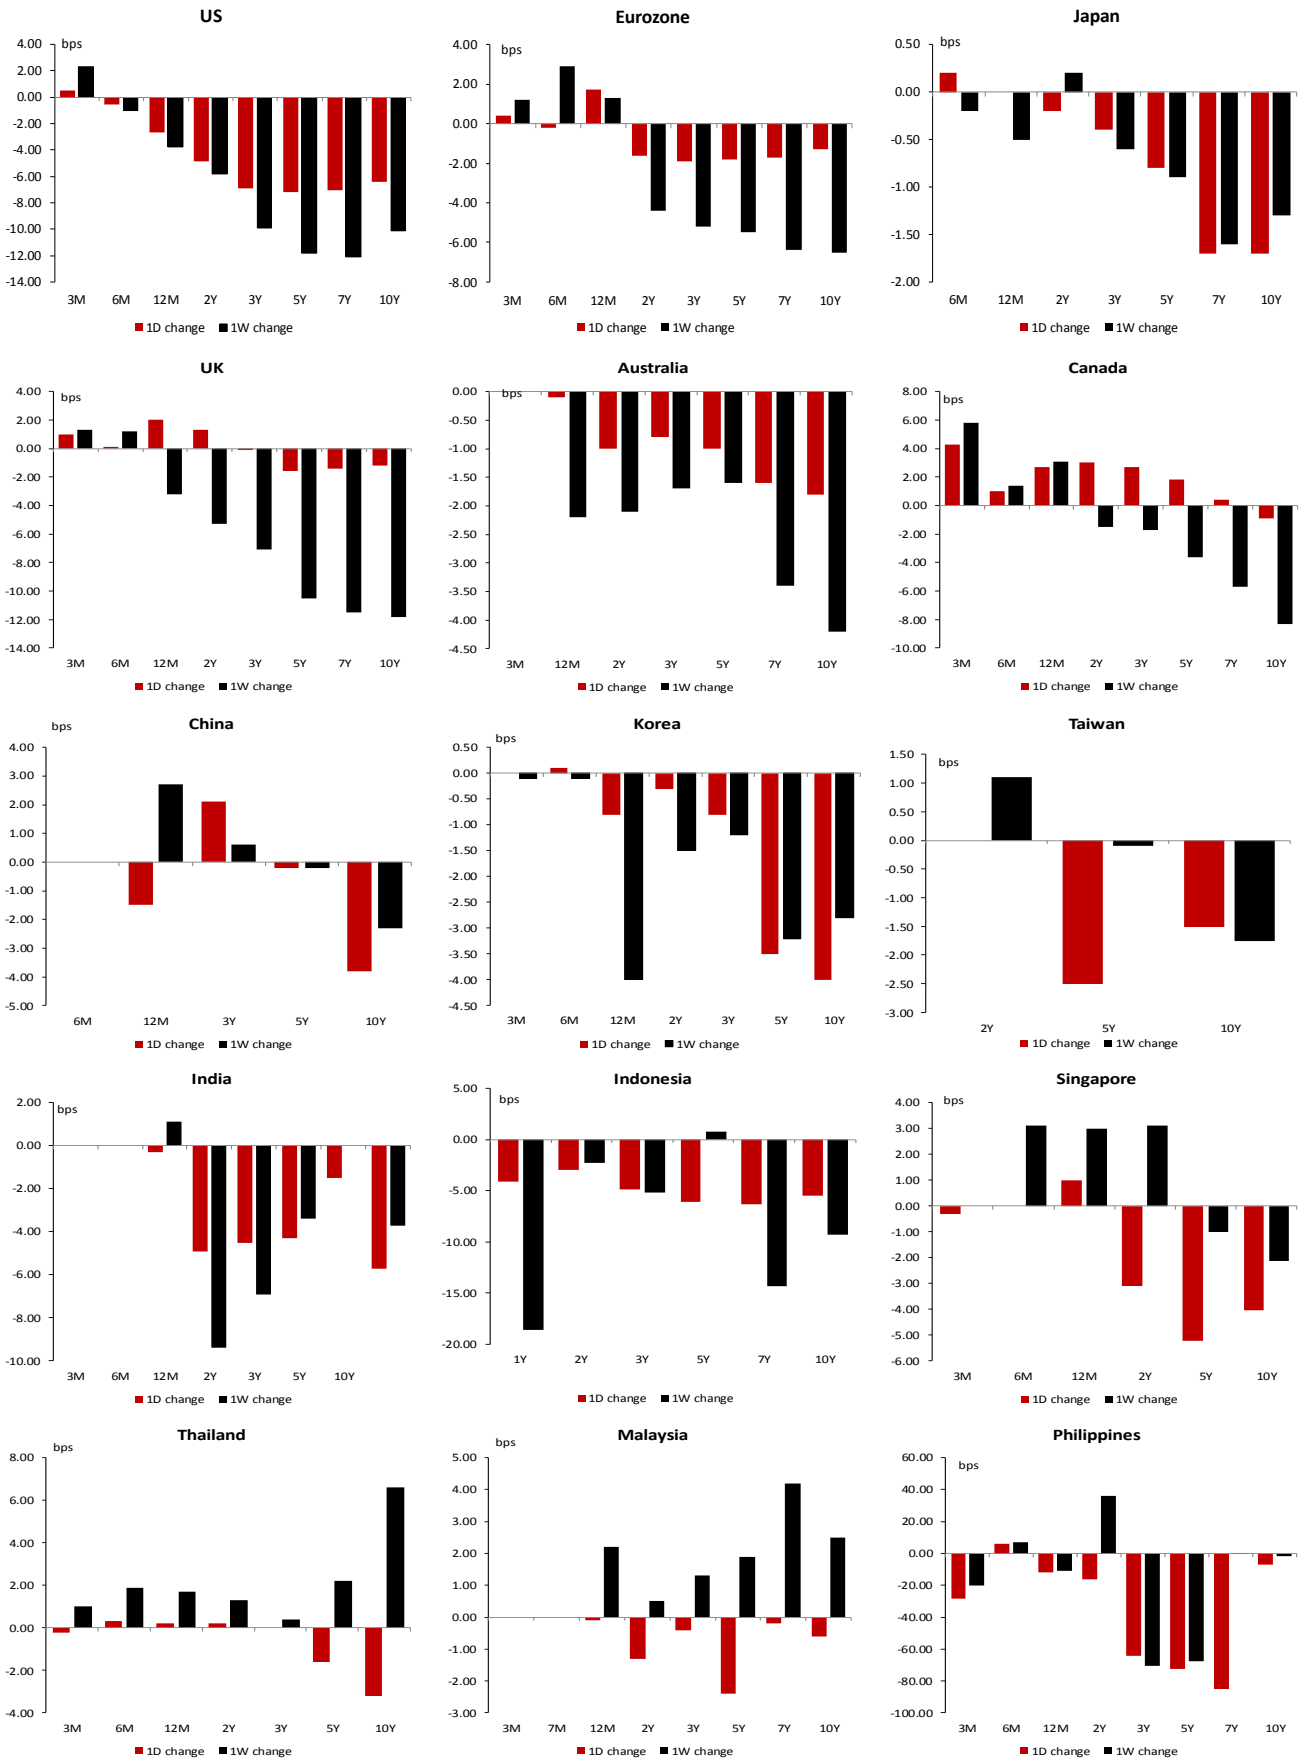 US
bps
4.00
2.00
0.00
-2.00
-4.00
-6.00
-8.00
-10.00
-12.00
-14.00
3M 6M 12M 2Y 3Y 5Y 7Y 10Y
1D change 1W change
Eurozone
bps
4.00
2.00
0.00
-2.00
-4.00
-6.00
-8.00
3M 6M 12M 2Y 3Y 5Y 7Y 10Y
1D change 1W change
Japan
bps
0.50
0.00
-0.50
-1.00
-1.50
-2.00
6M 12M 2Y 3Y 5Y 7Y 10Y
1D change 1W change
UK
bps
4.00
2.00
0.00
-2.00
-4.00
-6.00
-8.00
-10.00
-12.00
-14.00
3M 6M 12M 2Y 3Y 5Y 7Y 10Y
1D change 1W change
Australia
bps
0.00
-0.50
-1.00
-1.50
-2.00
-2.50
-3.00
-3.50
-4.00
-4.50
3M 12M 2Y 3Y 5Y 7Y 10Y
1D change 1W change
Canada
bps
8.00
6.00
4.00
2.00
0.00
-2.00
-4.00
-6.00
-8.00
-10.00
3M 6M 12M 2Y 3Y 5Y 7Y 10Y
1D change 1W change
China
bps
4.00
3.00
2.00
1.00
0.00
-1.00
-2.00
-3.00
-4.00
-5.00
6M 12M 3Y 5Y 10Y
1D change 1W change
Korea
bps
0.50
0.00
-0.50
-1.00
-1.50
-2.00
-2.50
-3.00
-3.50
-4.00
-4.50
3M 6M 12M 2Y 3Y 5Y 10Y
1D change 1W change
Taiwan
bps
1.50
1.00
0.50
0.00
-0.50
-1.00
-1.50
-2.00
-2.50
-3.00
2Y 5Y 10Y
1D change 1W change
India
bps
2.00
0.00
-2.00
-4.00
-6.00
-8.00
-10.00
3M 6M 12M 2Y 3Y 5Y 10Y
1D change 1W change
Indonesia
bps
5.00
0.00
-5.00
-10.00
-15.00
-20.00
1Y 2Y 3Y 5Y 7Y 10Y
1D change 1W change
Singapore
bps
4.00
3.00
2.00
1.00
0.00
-1.00
-2.00
-3.00
-4.00
-5.00
-6.00
3M 6M 12M 2Y 5Y 10Y
1D change 1W change
Thailand
bps
8.00
6.00
4.00
2.00
0.00
-2.00
-4.00
3M 6M 12M 2Y 3Y 5Y 10Y
1D change 1W change
Malaysia
bps
5.00
4.00
3.00
2.00
1.00
0.00
-1.00
-2.00
-3.00
3M 7M 12M 2Y 3Y 5Y 7Y 10Y
1D change 1W change
Philippines
bps
60.00
40.00
20.00
0.00
-20.00
-40.00
-60.00
-80.00
-100.00
3M 6M 12M 2Y 3Y 5Y 7Y 10Y
1D change 1W change